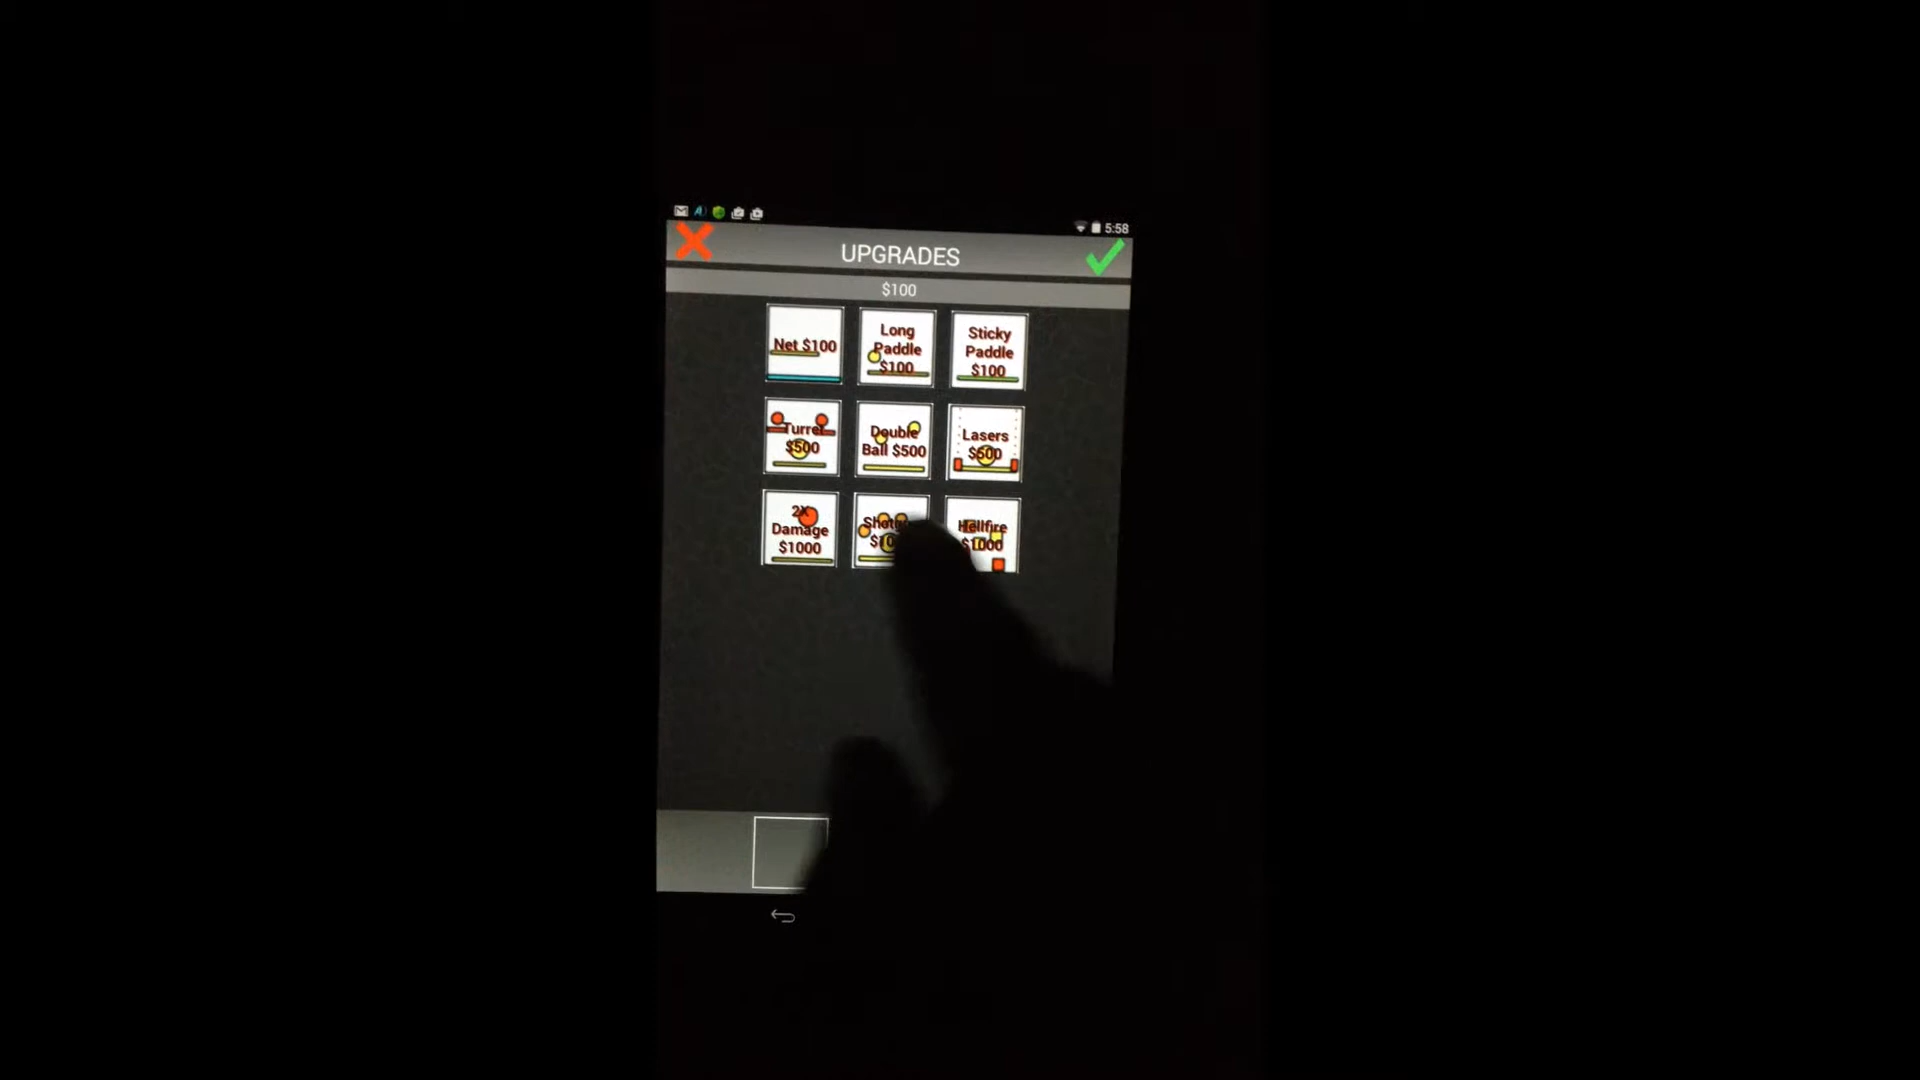 5:58
UPGRADES
$100
Net $100
Long
Paddle
$100
Sticky
Paddle
$100
Turret
$500
Double
Ball $500
Lasers
$500
2X
Damage
$1000
Hellfire
$1000